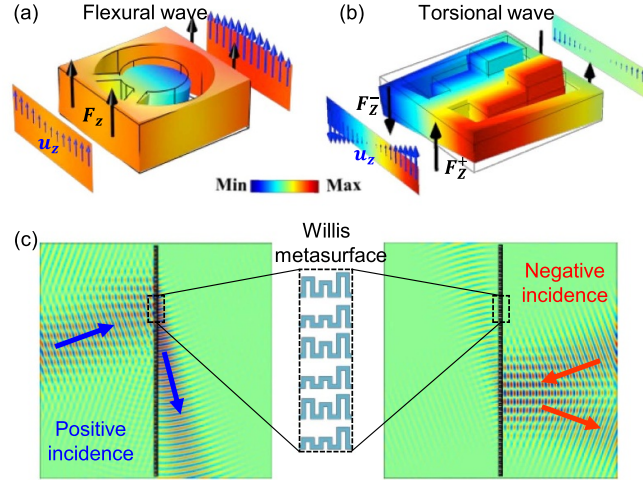 (a) Flexural wave
(b) Torsional wave
F_z
u_z
F_Z^-
u_z
F_Z^+
Min Max
(c)
Willis
metasurface
Negative
incidence
Positive
incidence